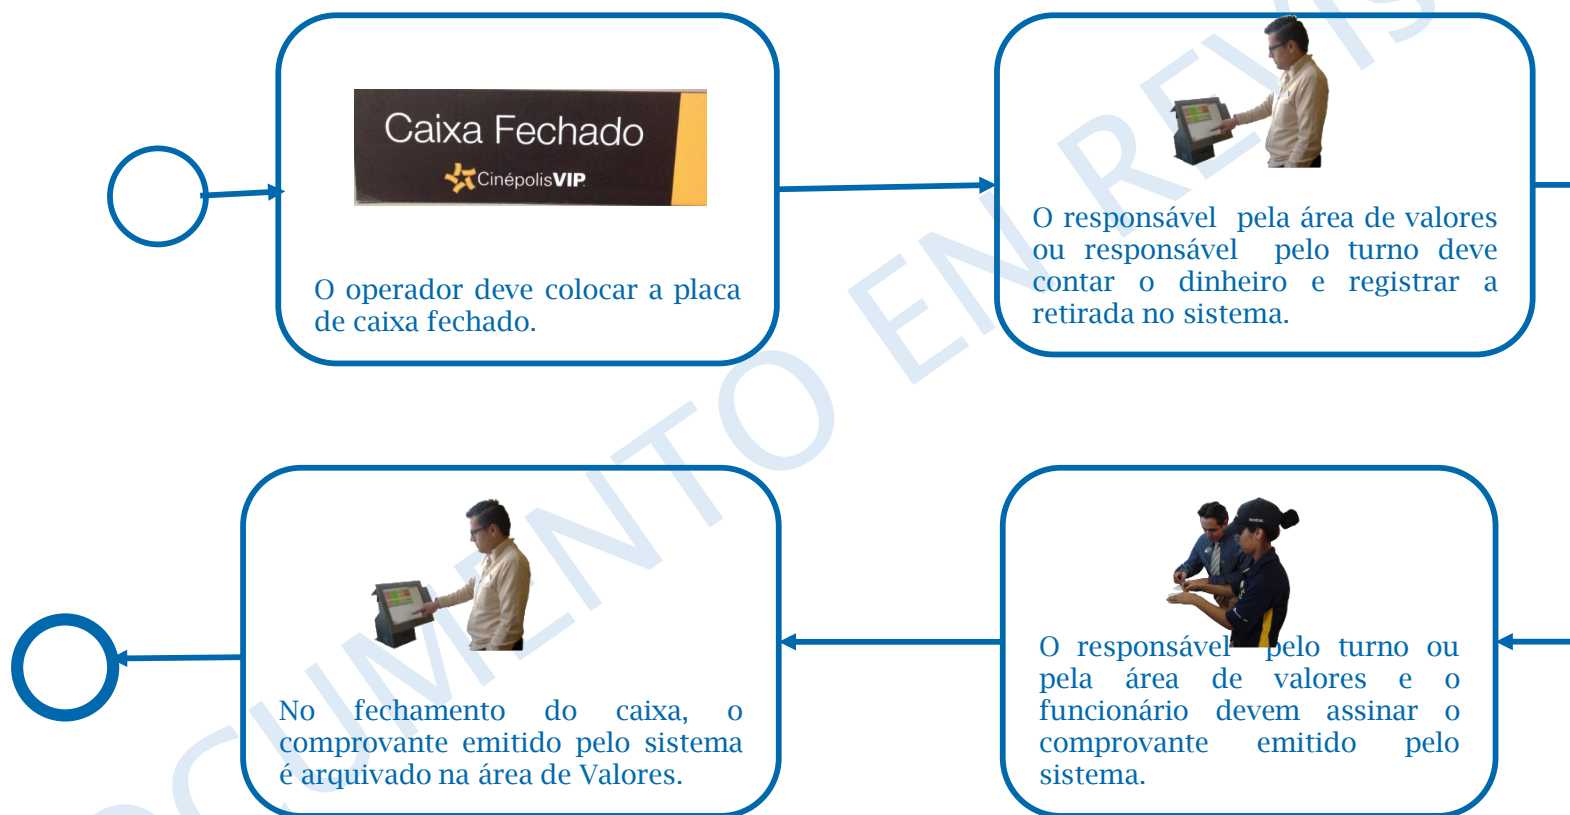 Caixa Fechado
CinépolisVIP
O operador deve colocar a placa
de caixa fechado.
O responsável pela área de valores
ou responsável pelo turno deve
contar o dinheiro e registrar a
retirada no sistema.
No fechamento do caixa, o
comprovante emitido pelo sistema
é arquivado na área de Valores.
O responsável pelo turno ou
pela área de valores e o
funcionário devem assinar o
comprovante emitido pelo
sistema.
DOCUMENTO EN REVIS